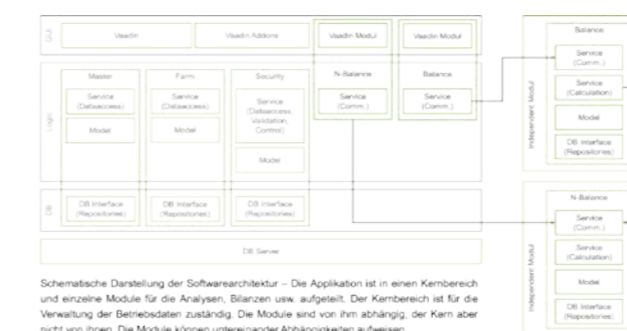 GUI
Vaadin
Vaadin Addons
Vaadin Modul
Vaadin Modul
Logic
Master
Service
(Dataaccess)
Model
Farm
Service
(Dataaccess)
Model
Security
Service
(Dataaccess,
Validation,
Control)
Model
N-Balance
Service
(Comm.)
Balance
Service
(Comm.)
DB
DB Interface
(Repositories)
DB Interface
(Repositories)
DB Interface
(Repositories)
DB Server
Independent Modul
Balance
Service
(Comm.)
Service
(Calculation)
Model
DB Interface
(Repositories)
Independent Modul
N-Balance
Service
(Comm.)
Service
(Calculation)
Model
DB Interface
(Repositories)
Schematische Darstellung der Softwarearchitektur – Die Applikation ist in einen Kernbereich
und einzelne Module für die Analysen, Bilanzen usw. aufgeteilt. Der Kernbereich ist für die
Verwaltung der Betriebsdaten zuständig. Die Module sind von ihm abhängig, der Kern aber
nicht von ihnen. Die Module können untereinander Abhängigkeiten aufweisen.